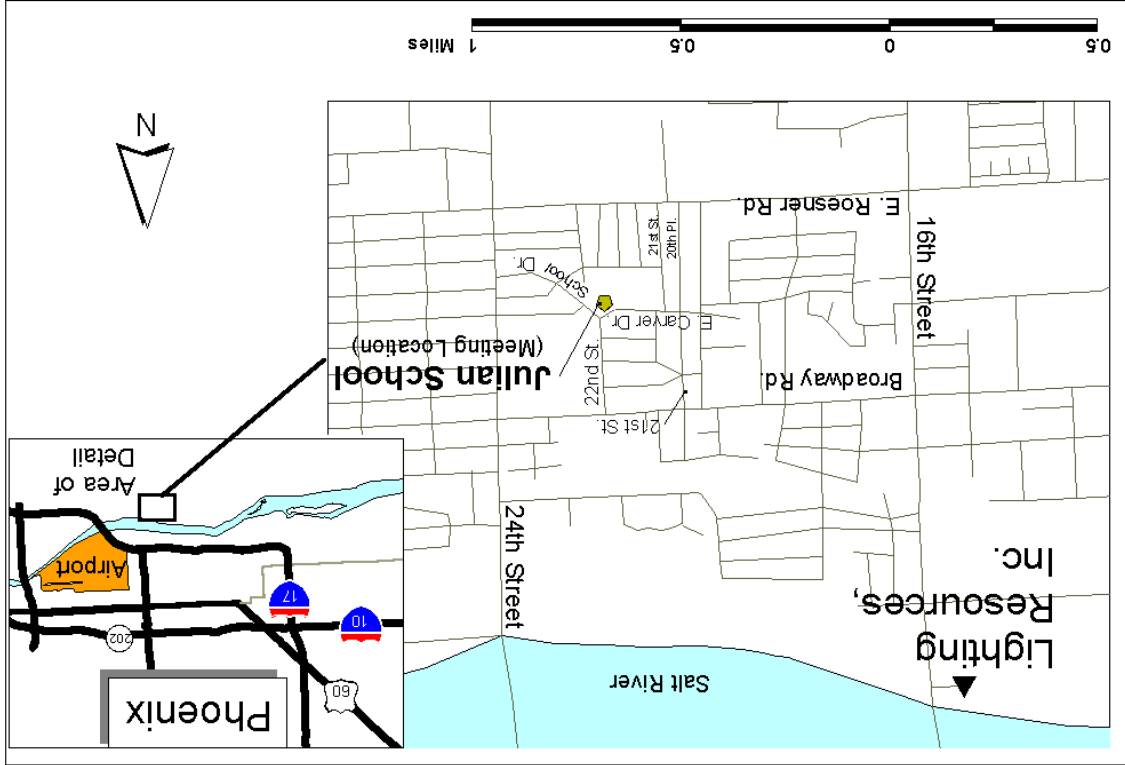 Salt River
Lighting
Resources,
Inc.
Phoenix
60
202
10
17
Airport
Area of
Detail
24th Street
21st St.
22nd St.
Broadway Rd.
Julian School
(Meeting Location)
E. Carver Dr.
School Dr.
16th Street
20th Pl.
21st St.
E. Roesner Rd.
N
0.5 0 0.5 1 Miles